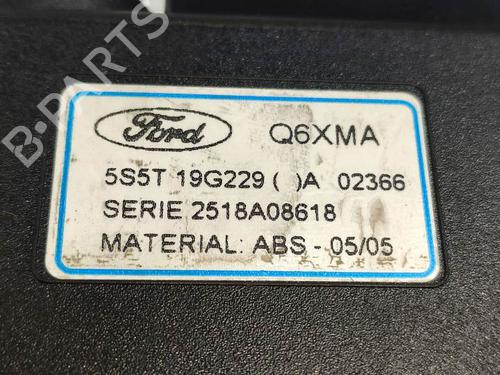 B-PARTS
Ford Q6XMA
5S5T 19G229 ( )A 02366
SERIE 2518A08618
MATERIAL: ABS - 05/05